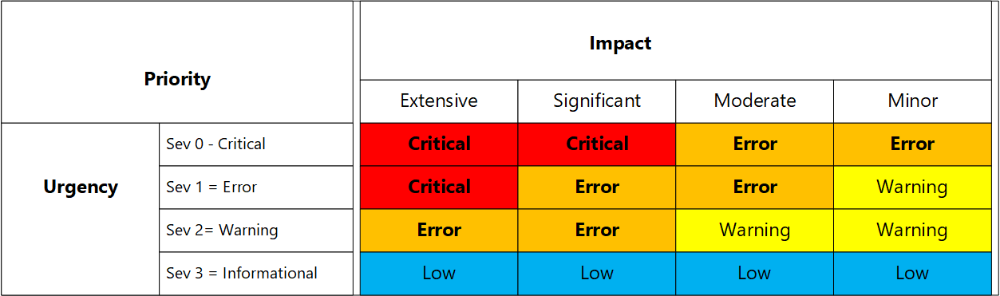 Priority
Impact
Extensive Significant Moderate Minor
Urgency
Sev 0 - Critical Critical Critical Error Error
Sev 1 = Error Critical Error Error Warning
Sev 2= Warning Error Error Warning Warning
Sev 3 = Informational Low Low Low Low